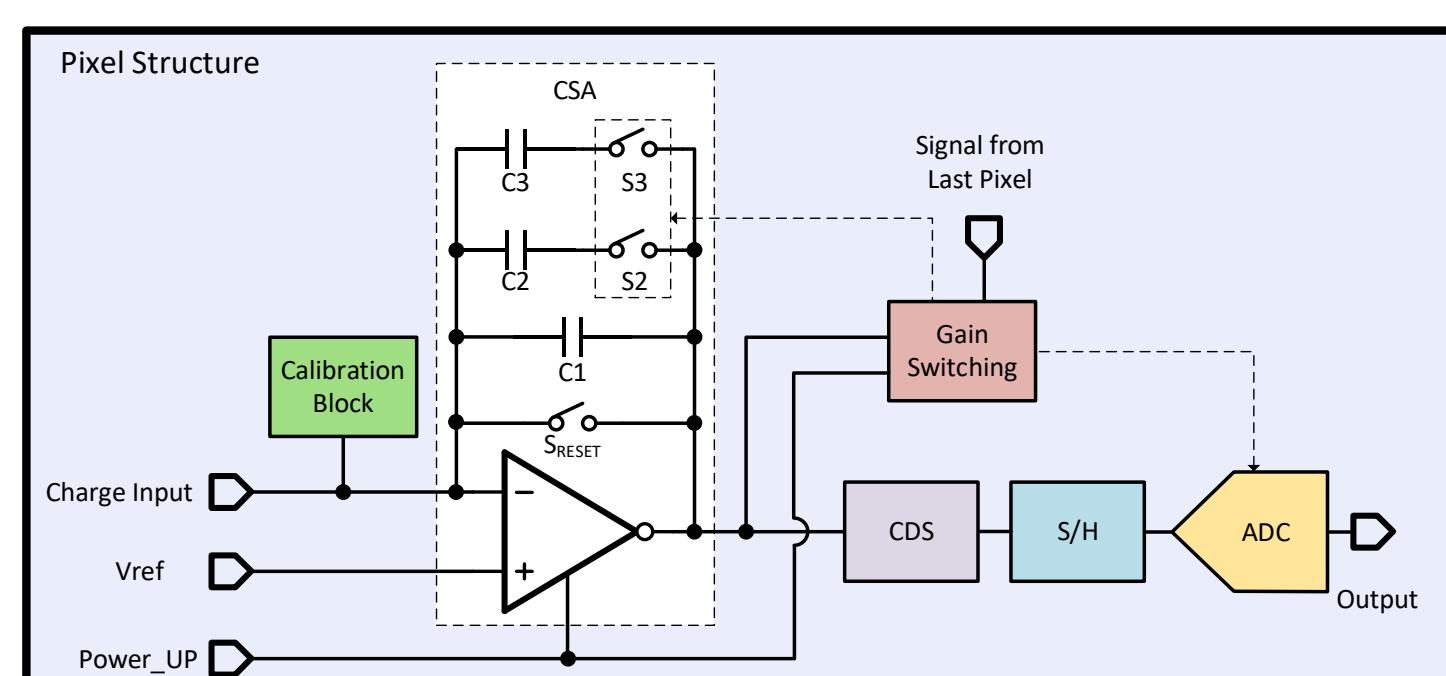 Pixel Structure
CSA
C3
S3
Signal from
Last Pixel
C2
S2
Gain
Switching
Calibration
Block
C1
SRESET
Charge Input
−
CDS
S/H
ADC
Vref
+
Output
Power_UP